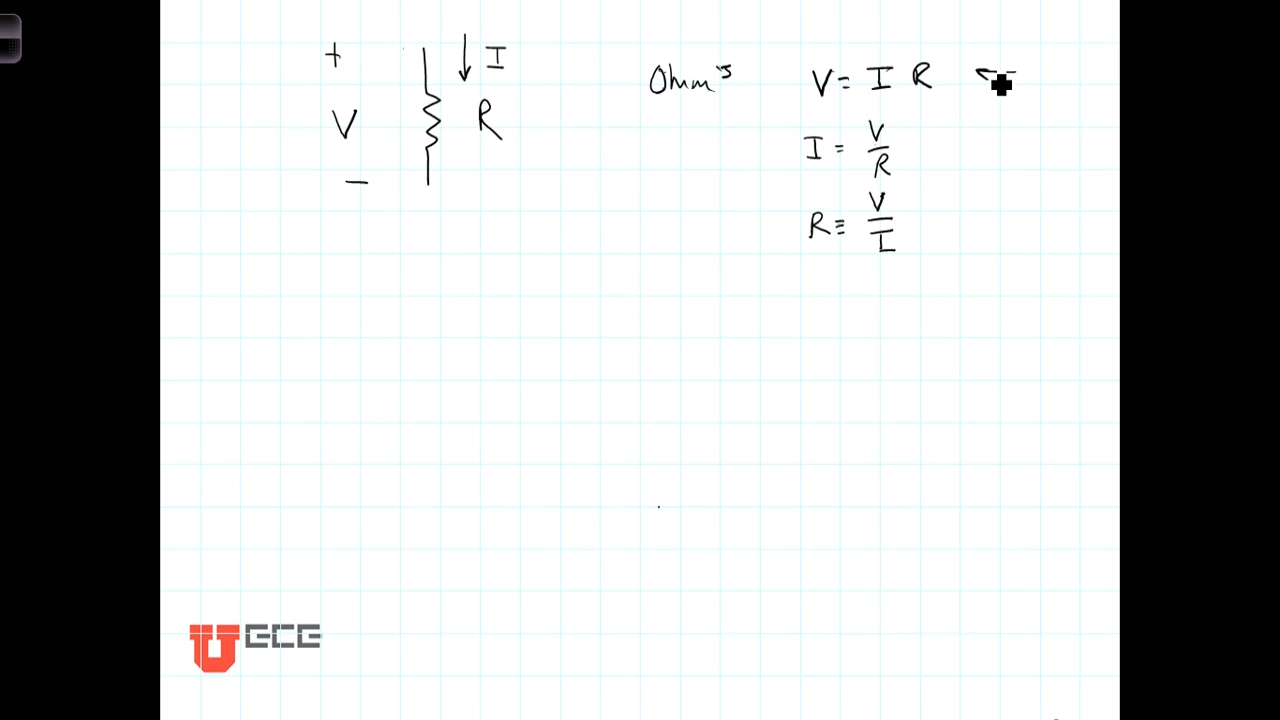 +
I
V
R
−
Ohm's
V = I R
I = V/R
R ≡ V/I
U ECE